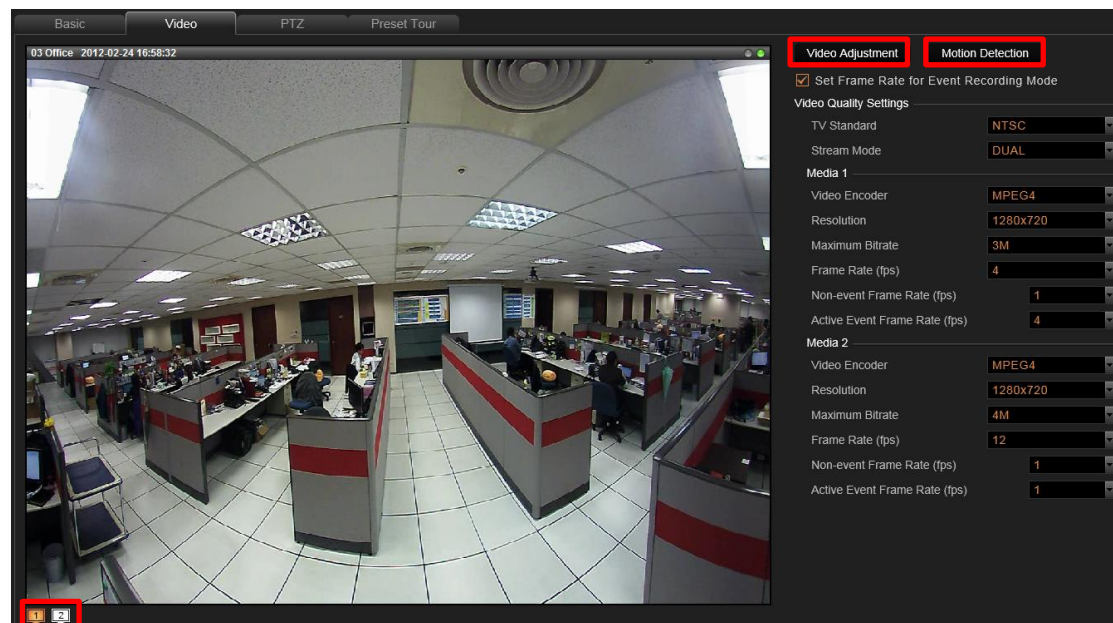 Basic Video PTZ Preset Tour
03 Office 2012-02-24 16:58:32
Video Adjustment Motion Detection
Set Frame Rate for Event Recording Mode
Video Quality Settings
TV Standard NTSC
Stream Mode DUAL
Media 1
Video Encoder MPEG4
Resolution 1280x720
Maximum Bitrate 3M
Frame Rate (fps) 4
Non-event Frame Rate (fps) 1
Active Event Frame Rate (fps) 4
Media 2
Video Encoder MPEG4
Resolution 1280x720
Maximum Bitrate 4M
Frame Rate (fps) 12
Non-event Frame Rate (fps) 1
Active Event Frame Rate (fps) 1
1 2